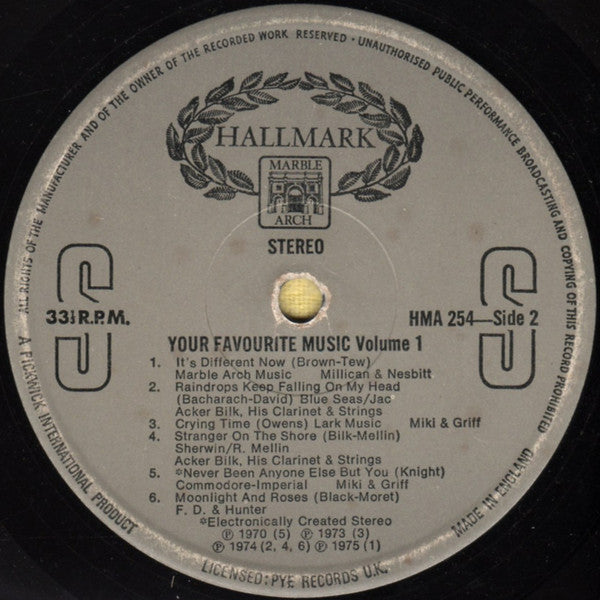 ALL RIGHTS OF THE MANUFACTURER AND OF THE OWNER OF THE RECORDED WORK RESERVED · UNAUTHORISED PUBLIC PERFORMANCE BROADCASTING AND COPYING OF THIS RECORD PROHIBITED
HALLMARK
MARBLE
ARCH
STEREO
S S
33⅓ R.P.M.
HMA 254—Side 2
YOUR FAVOURITE MUSIC Volume 1
1. It's Different Now (Brown-Tew)
Marble Arch Music Millican & Nesbitt
2. Raindrops Keep Falling On My Head
(Bacharach-David) Blue Seas/Jac
Acker Bilk, His Clarinet & Strings
3. Crying Time (Owens) Lark Music Miki & Griff
4. Stranger On The Shore (Bilk-Mellin)
Sherwin/R. Mellin
Acker Bilk, His Clarinet & Strings
5. *Never Been Anyone Else But You (Knight)
Commodore-Imperial Miki & Griff
6. Moonlight And Roses (Black-Moret)
F. D. & Hunter
*Electronically Created Stereo
Ⓟ 1970 (5) Ⓟ 1973 (3)
Ⓟ 1974 (2, 4, 6) Ⓟ 1975 (1)
A PICKWICK INTERNATIONAL PRODUCT
LICENSED: PYE RECORDS U.K.
MADE IN ENGLAND